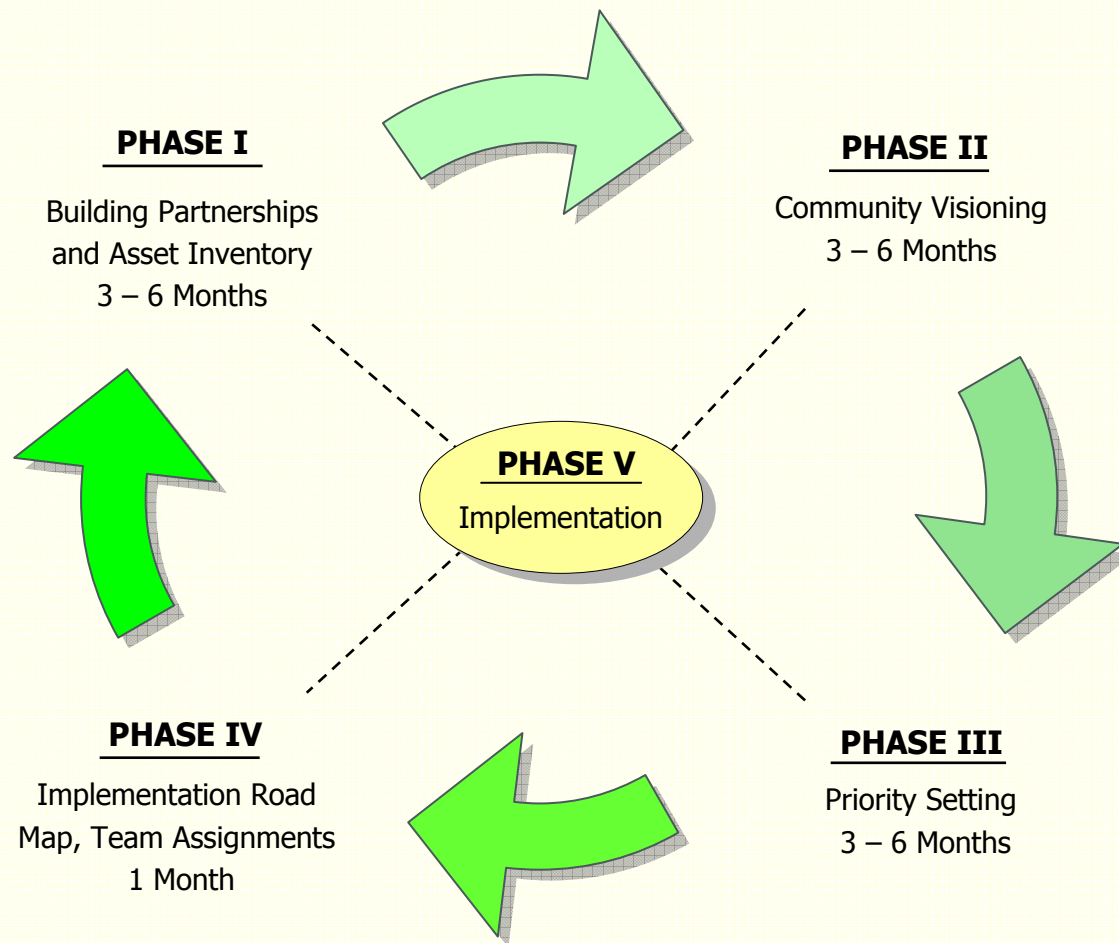 PHASE I
Building Partnerships
and Asset Inventory
3 – 6 Months
PHASE II
Community Visioning
3 – 6 Months
PHASE V
Implementation
PHASE IV
Implementation Road
Map, Team Assignments
1 Month
PHASE III
Priority Setting
3 – 6 Months